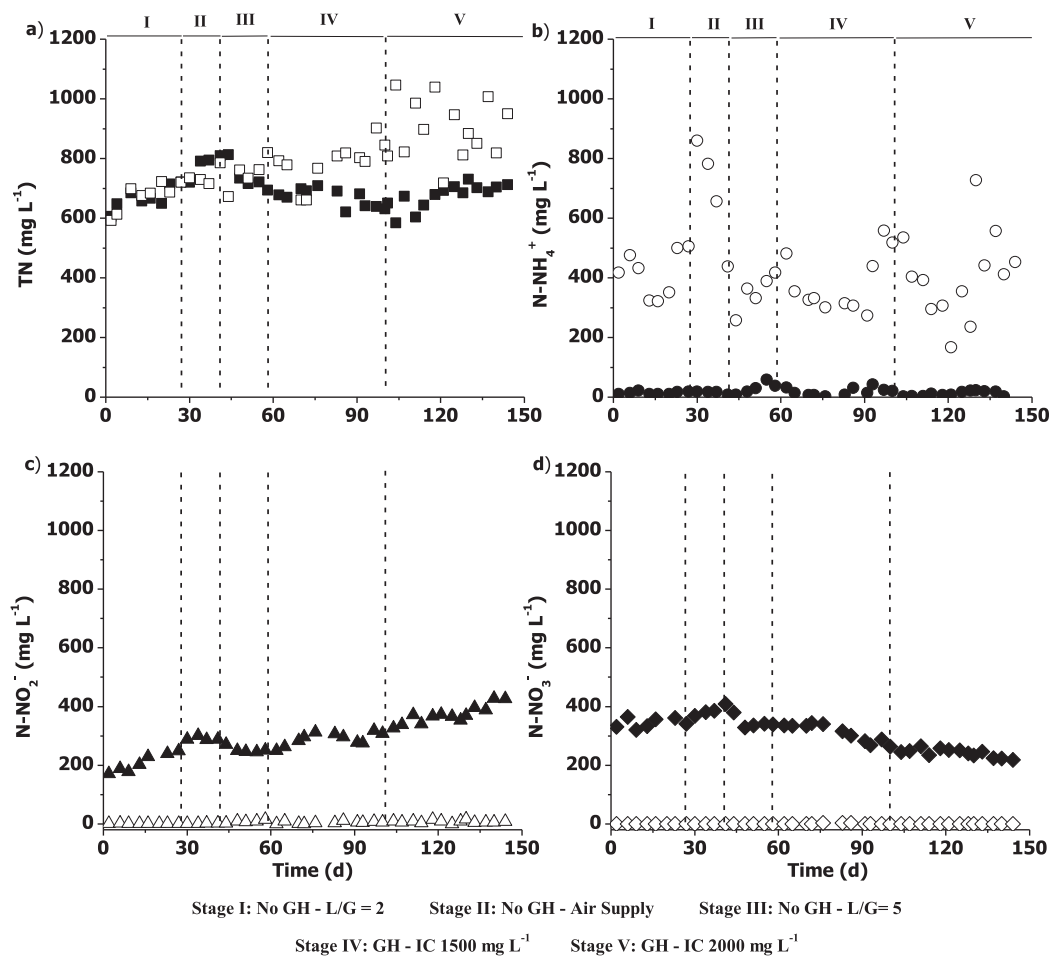 I II III IV V
a)
1200
1000
800
600
400
200
0
TN (mg L-1)
0 30 60 90 120 150
I II III IV V
b)
1200
1000
800
600
400
200
0
N-NH4+ (mg L-1)
0 30 60 90 120 150
c)
1200
1000
800
600
400
200
0
N-NO2- (mg L-1)
0 30 60 90 120 150
Time (d)
d)
1200
1000
800
600
400
200
0
N-NO3- (mg L-1)
0 30 60 90 120 150
Time (d)
Stage I: No GH - L/G = 2 Stage II: No GH - Air Supply Stage III: No GH - L/G= 5
Stage IV: GH - IC 1500 mg L-1 Stage V: GH - IC 2000 mg L-1